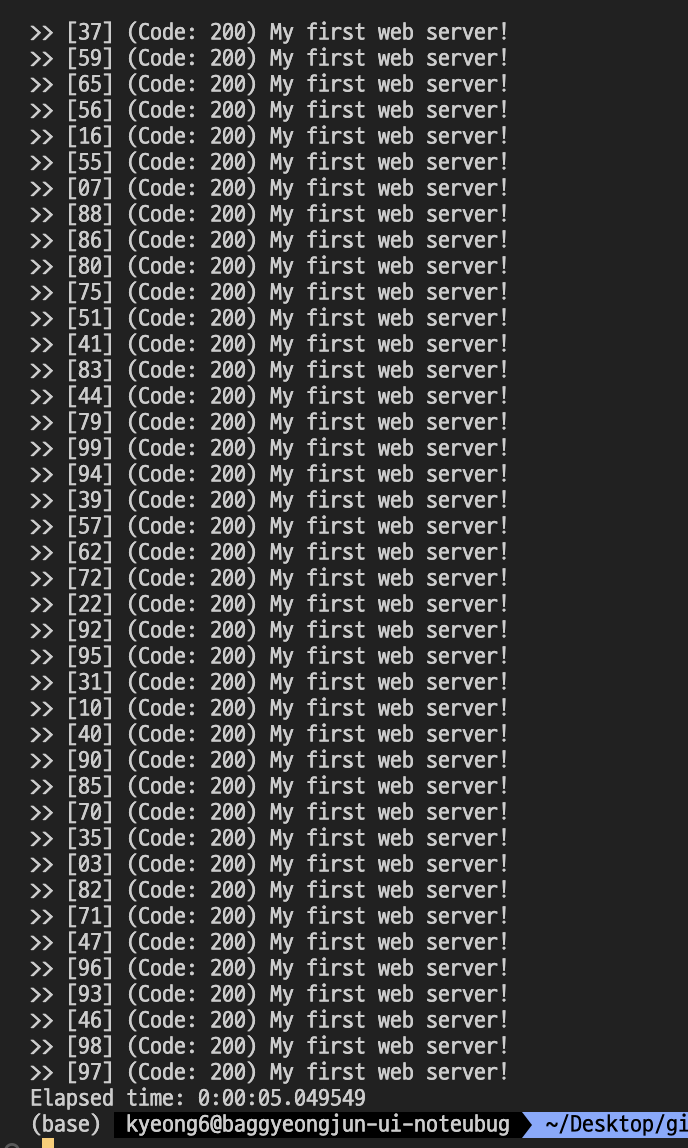 >> [37] (Code: 200) My first web server!
>> [59] (Code: 200) My first web server!
>> [65] (Code: 200) My first web server!
>> [56] (Code: 200) My first web server!
>> [16] (Code: 200) My first web server!
>> [55] (Code: 200) My first web server!
>> [07] (Code: 200) My first web server!
>> [88] (Code: 200) My first web server!
>> [86] (Code: 200) My first web server!
>> [80] (Code: 200) My first web server!
>> [75] (Code: 200) My first web server!
>> [51] (Code: 200) My first web server!
>> [41] (Code: 200) My first web server!
>> [83] (Code: 200) My first web server!
>> [44] (Code: 200) My first web server!
>> [79] (Code: 200) My first web server!
>> [99] (Code: 200) My first web server!
>> [94] (Code: 200) My first web server!
>> [39] (Code: 200) My first web server!
>> [57] (Code: 200) My first web server!
>> [62] (Code: 200) My first web server!
>> [72] (Code: 200) My first web server!
>> [22] (Code: 200) My first web server!
>> [92] (Code: 200) My first web server!
>> [95] (Code: 200) My first web server!
>> [31] (Code: 200) My first web server!
>> [10] (Code: 200) My first web server!
>> [40] (Code: 200) My first web server!
>> [90] (Code: 200) My first web server!
>> [85] (Code: 200) My first web server!
>> [70] (Code: 200) My first web server!
>> [35] (Code: 200) My first web server!
>> [03] (Code: 200) My first web server!
>> [82] (Code: 200) My first web server!
>> [71] (Code: 200) My first web server!
>> [47] (Code: 200) My first web server!
>> [96] (Code: 200) My first web server!
>> [93] (Code: 200) My first web server!
>> [46] (Code: 200) My first web server!
>> [98] (Code: 200) My first web server!
>> [97] (Code: 200) My first web server!
Elapsed time: 0:00:05.049549
(base) kyeong6@baggyeongjun-ui-noteubug ~/Desktop/gi